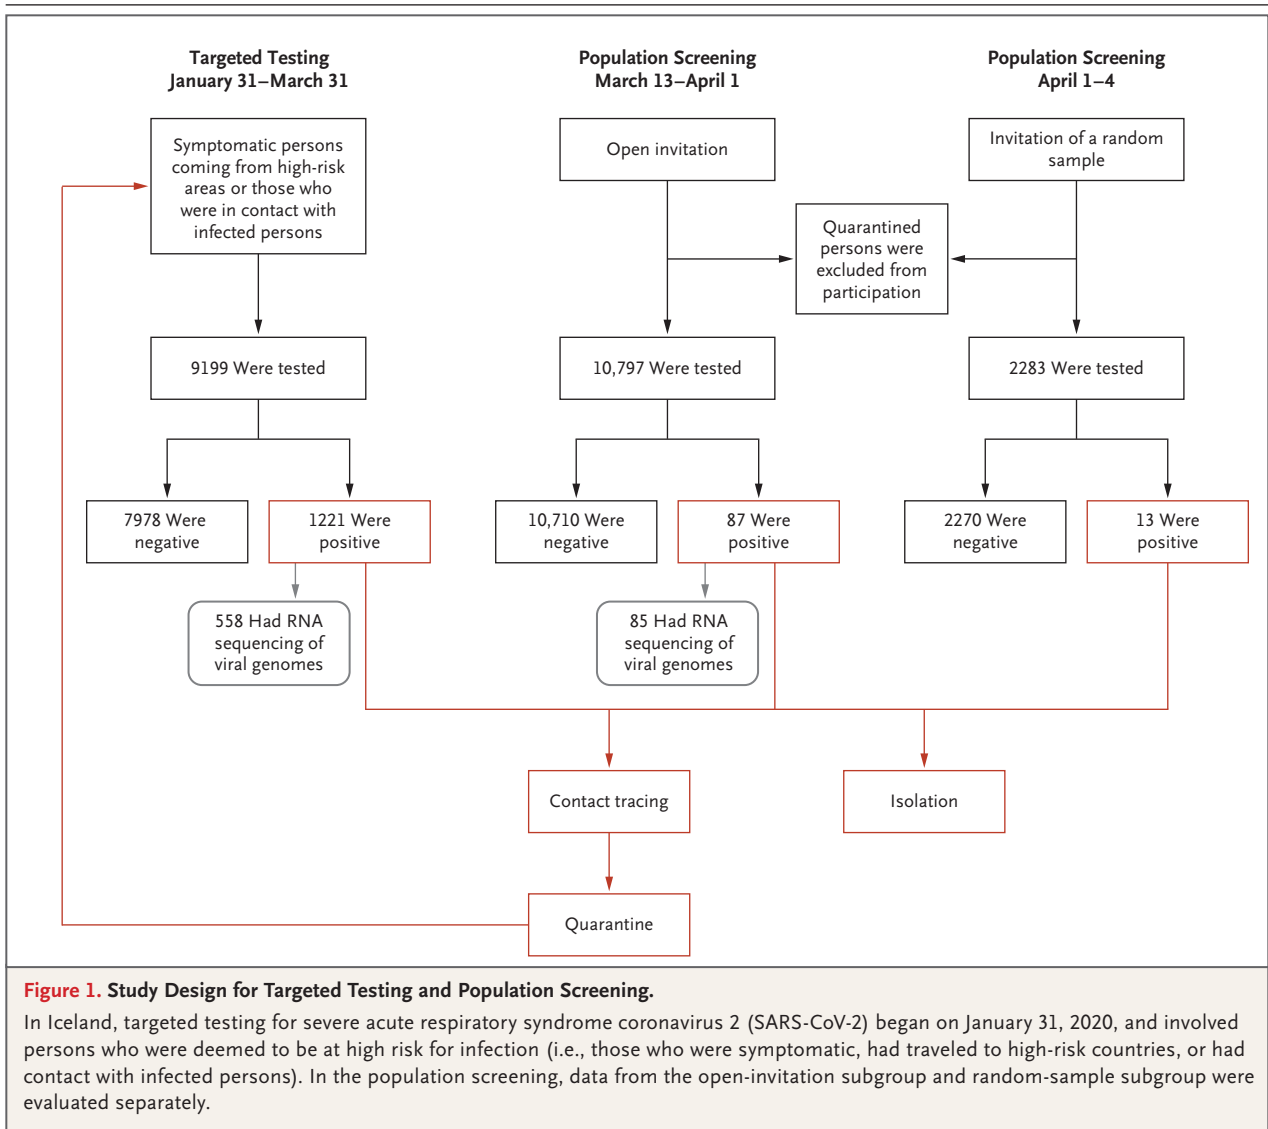 Targeted Testing
January 31–March 31
Population Screening
March 13–April 1
Population Screening
April 1–4
Symptomatic persons
coming from high-risk
areas or those who
were in contact with
infected persons
Open invitation
Invitation of a random
sample
Quarantined
persons were
excluded from
participation
9199 Were tested
10,797 Were tested
2283 Were tested
7978 Were
negative
1221 Were
positive
10,710 Were
negative
87 Were
positive
2270 Were
negative
13 Were
positive
558 Had RNA
sequencing of
viral genomes
85 Had RNA
sequencing of
viral genomes
Contact tracing
Isolation
Quarantine
Figure 1. Study Design for Targeted Testing and Population Screening.
In Iceland, targeted testing for severe acute respiratory syndrome coronavirus 2 (SARS-CoV-2) began on January 31, 2020, and involved
persons who were deemed to be at high risk for infection (i.e., those who were symptomatic, had traveled to high-risk countries, or had
contact with infected persons). In the population screening, data from the open-invitation subgroup and random-sample subgroup were
evaluated separately.